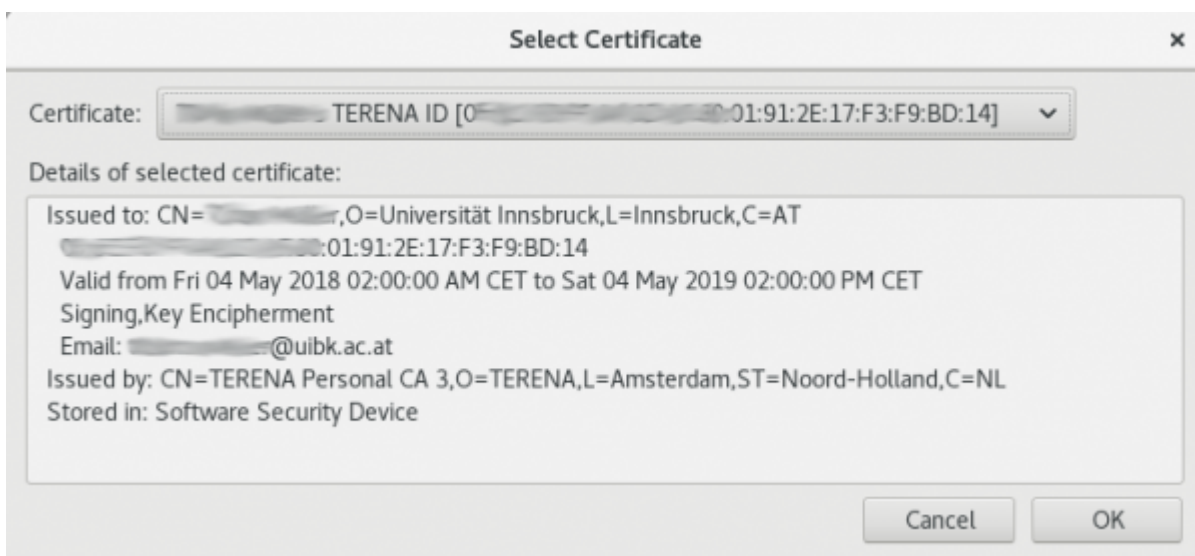 Select Certificate
Certificate: TERENA ID [0 :01:91:2E:17:F3:F9:BD:14]
Details of selected certificate:
Issued to: CN= ,O=Universität Innsbruck,L=Innsbruck,C=AT
:01:91:2E:17:F3:F9:BD:14
Valid from Fri 04 May 2018 02:00:00 AM CET to Sat 04 May 2019 02:00:00 PM CET
Signing,Key Encipherment
Email: @uibk.ac.at
Issued by: CN=TERENA Personal CA 3,O=TERENA,L=Amsterdam,ST=Noord-Holland,C=NL
Stored in: Software Security Device
Cancel OK